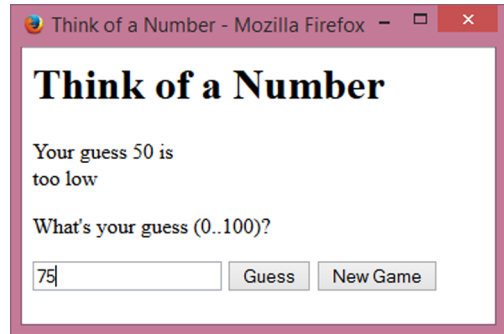 Think of a Number - Mozilla Firefox
Think of a Number
Your guess 50 is
too low
What's your guess (0..100)?
75 Guess New Game